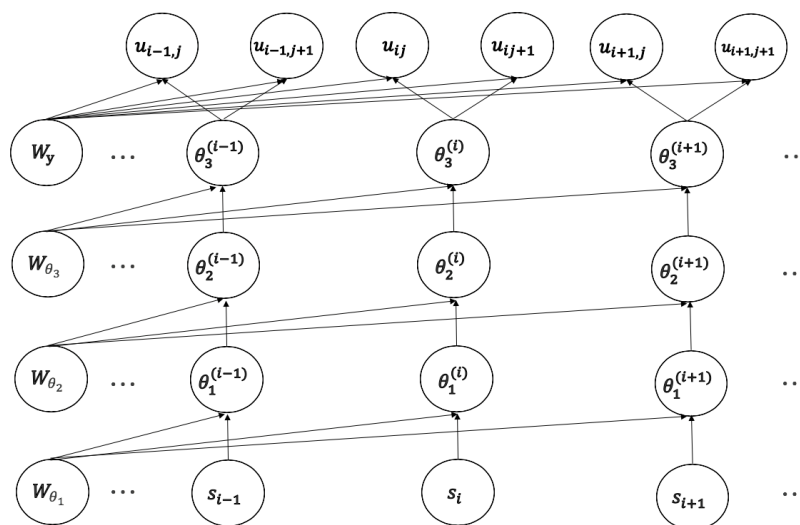 u_{i-1,j} u_{i-1,j+1} u_{ij} u_{ij+1} u_{i+1,j} u_{i+1,j+1}
W_y ... θ_3^{(i-1)} θ_3^{(i)} θ_3^{(i+1)} ..
W_{θ_3} ... θ_2^{(i-1)} θ_2^{(i)} θ_2^{(i+1)} ..
W_{θ_2} ... θ_1^{(i-1)} θ_1^{(i)} θ_1^{(i+1)} ..
W_{θ_1} ... s_{i-1} s_i s_{i+1} ..